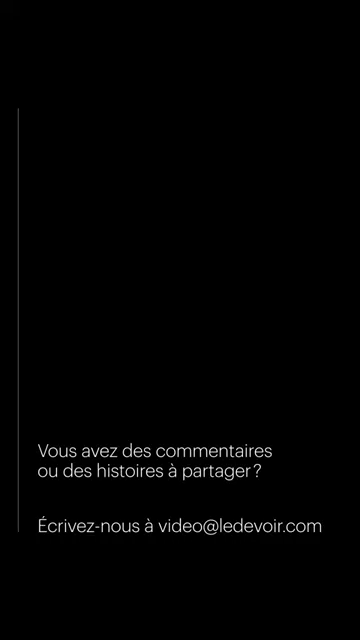 Vous avez des commentaires
ou des histoires à partager ?
Écrivez-nous à video@ledevoir.com